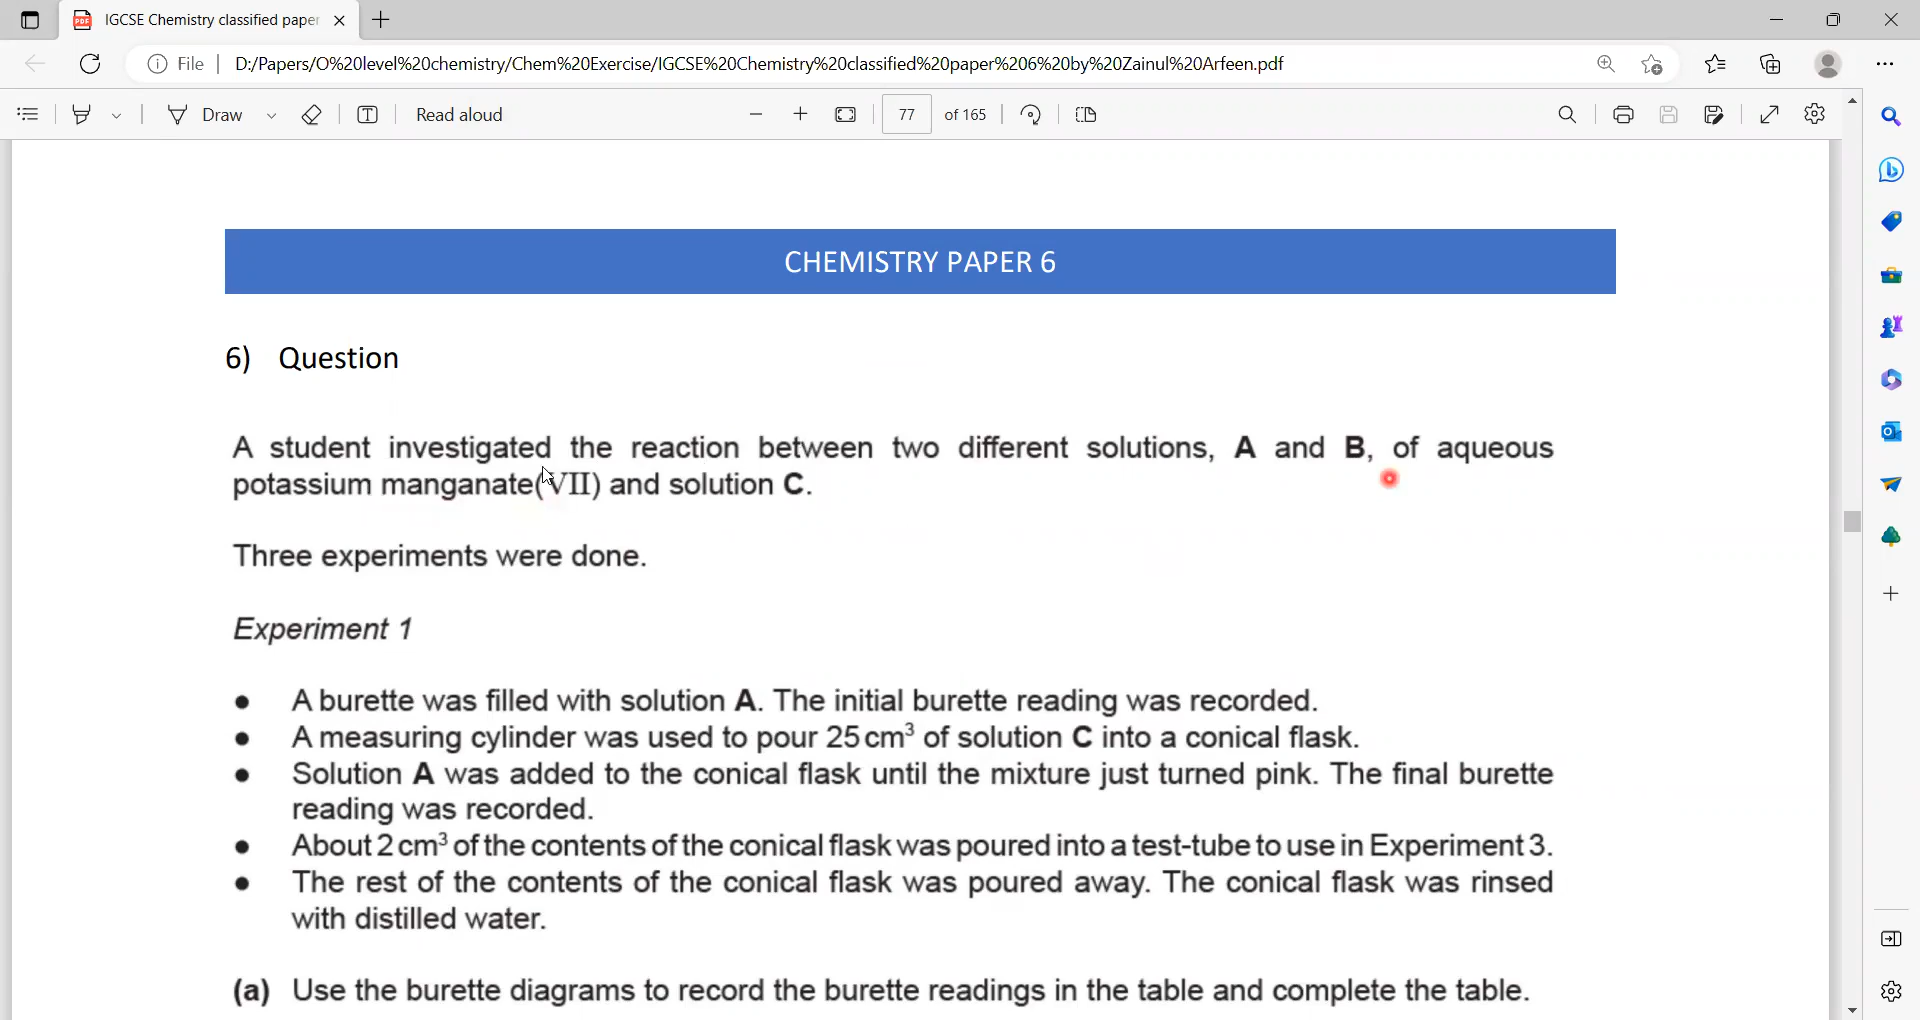 IGCSE Chemistry classified paper
File
D:/Papers/O%20level%20chemistry/Chem%20Exercise/IGCSE%20Chemistry%20classified%20paper%206%20by%20Zainul%20Arfeen.pdf
Draw
Read aloud
77 of 165
CHEMISTRY PAPER 6
6) Question
A student investigated the reaction between two different solutions, A and B, of aqueous
potassium manganate(VII) and solution C.
Three experiments were done.
Experiment 1
● A burette was filled with solution A. The initial burette reading was recorded.
● A measuring cylinder was used to pour 25 cm³ of solution C into a conical flask.
● Solution A was added to the conical flask until the mixture just turned pink. The final burette
reading was recorded.
● About 2 cm³ of the contents of the conical flask was poured into a test-tube to use in Experiment 3.
● The rest of the contents of the conical flask was poured away. The conical flask was rinsed
with distilled water.
(a) Use the burette diagrams to record the burette readings in the table and complete the table.